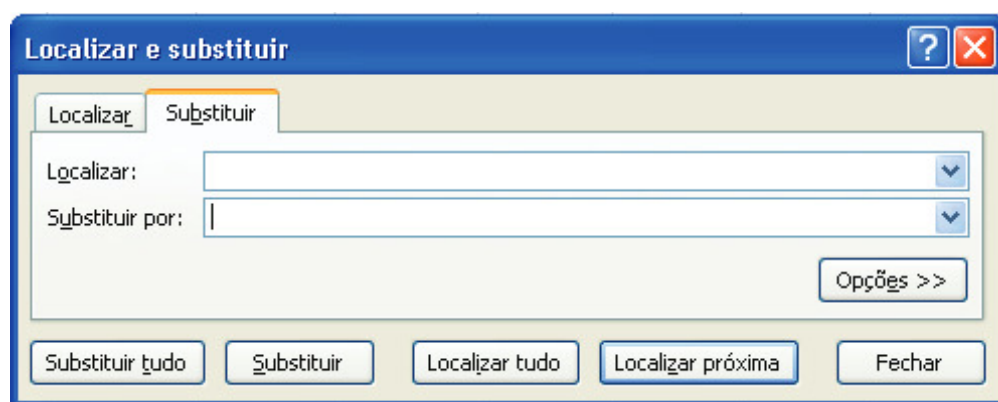 Localizar e substituir ?
Localizar Substituir
Localizar:
Substituir por:
Opções >>
Substituir tudo Substituir Localizar tudo Localizar próxima Fechar